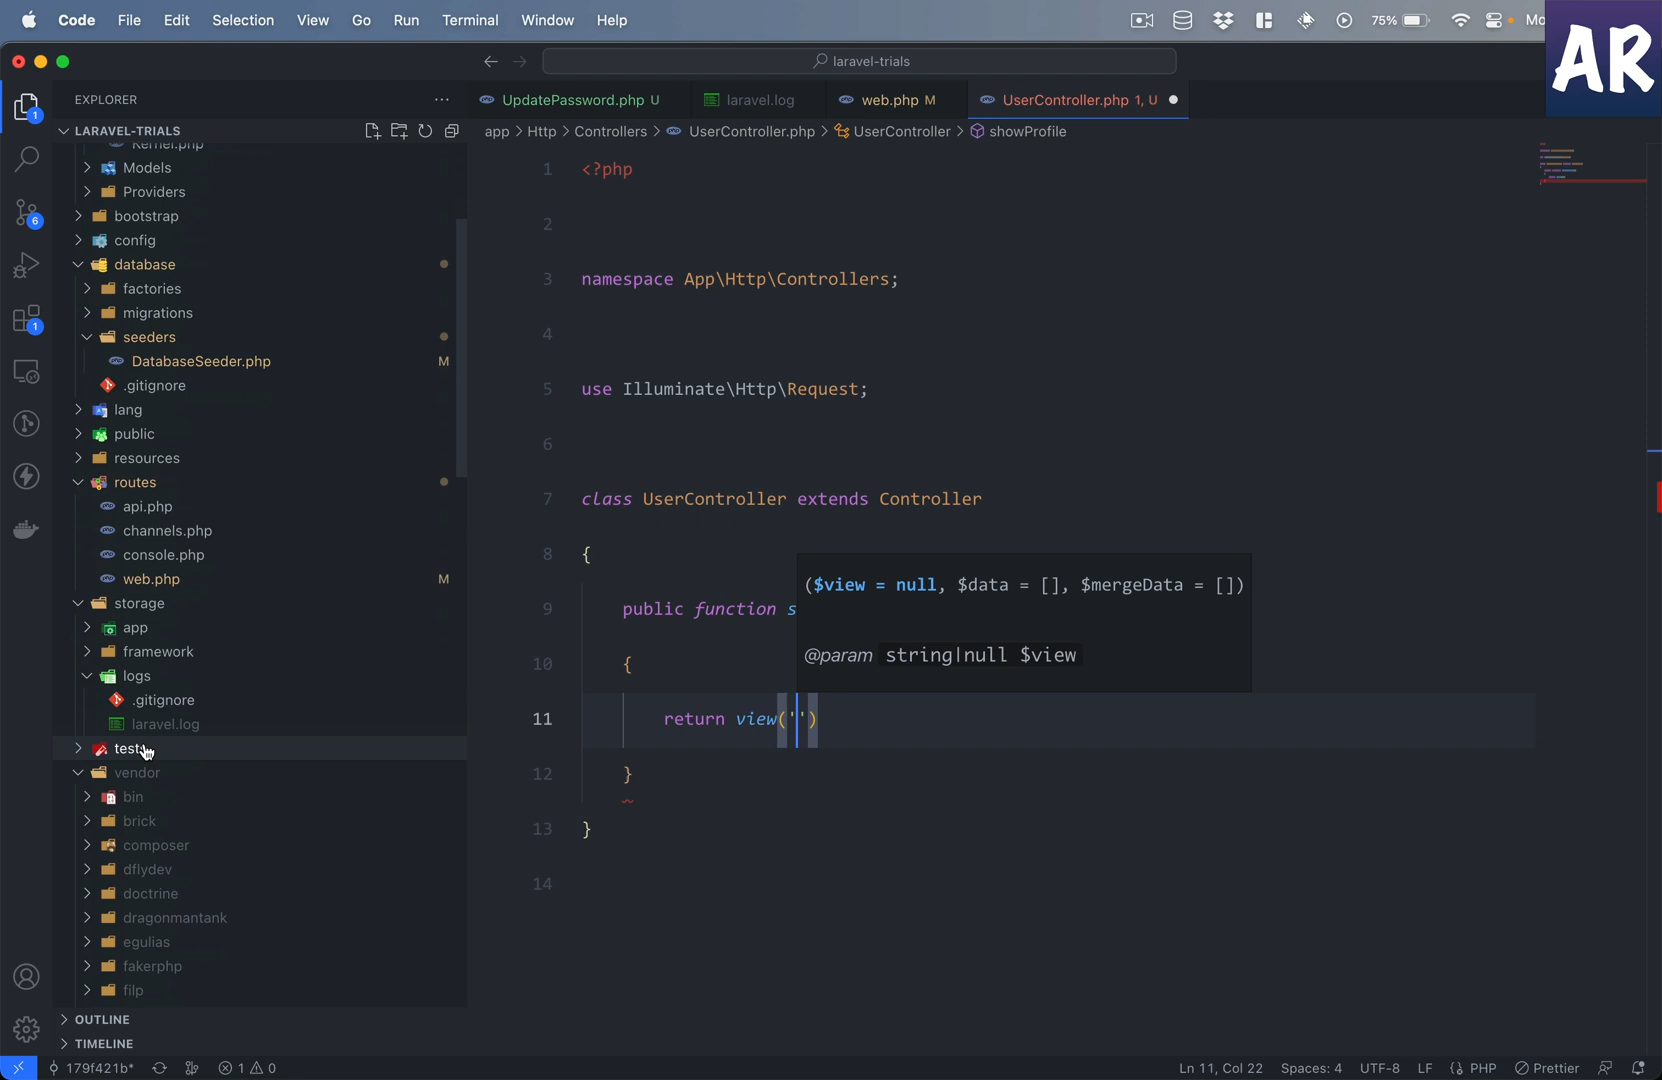 Code File Edit Selection View Go Run Terminal Window Help 75% Mo
AR
laravel-trials
EXPLORER
UpdatePassword.php U laravel.log web.php M UserController.php 1, U
LARAVEL-TRIALS
app > Http > Controllers > UserController.php > UserController > showProfile
Kernel.php
Models
Providers
bootstrap
config
database
factories
migrations
seeders
DatabaseSeeder.php M
.gitignore
lang
public
resources
routes
api.php
channels.php
console.php
web.php M
storage
app
framework
logs
.gitignore
laravel.log
tests
vendor
bin
brick
composer
dflydev
doctrine
dragonmantank
egulias
fakerphp
filp
OUTLINE
TIMELINE
1
1
6
1 <?php
2
3 namespace App\Http\Controllers;
4
5 use Illuminate\Http\Request;
6
7 class UserController extends Controller
8 {
9 public function s
10 {
11 return view('')
12 }
13 }
14
($view = null, $data = [], $mergeData = [])
@param string|null $view
179f421b* 1 0 Ln 11, Col 22 Spaces: 4 UTF-8 LF {} PHP Prettier